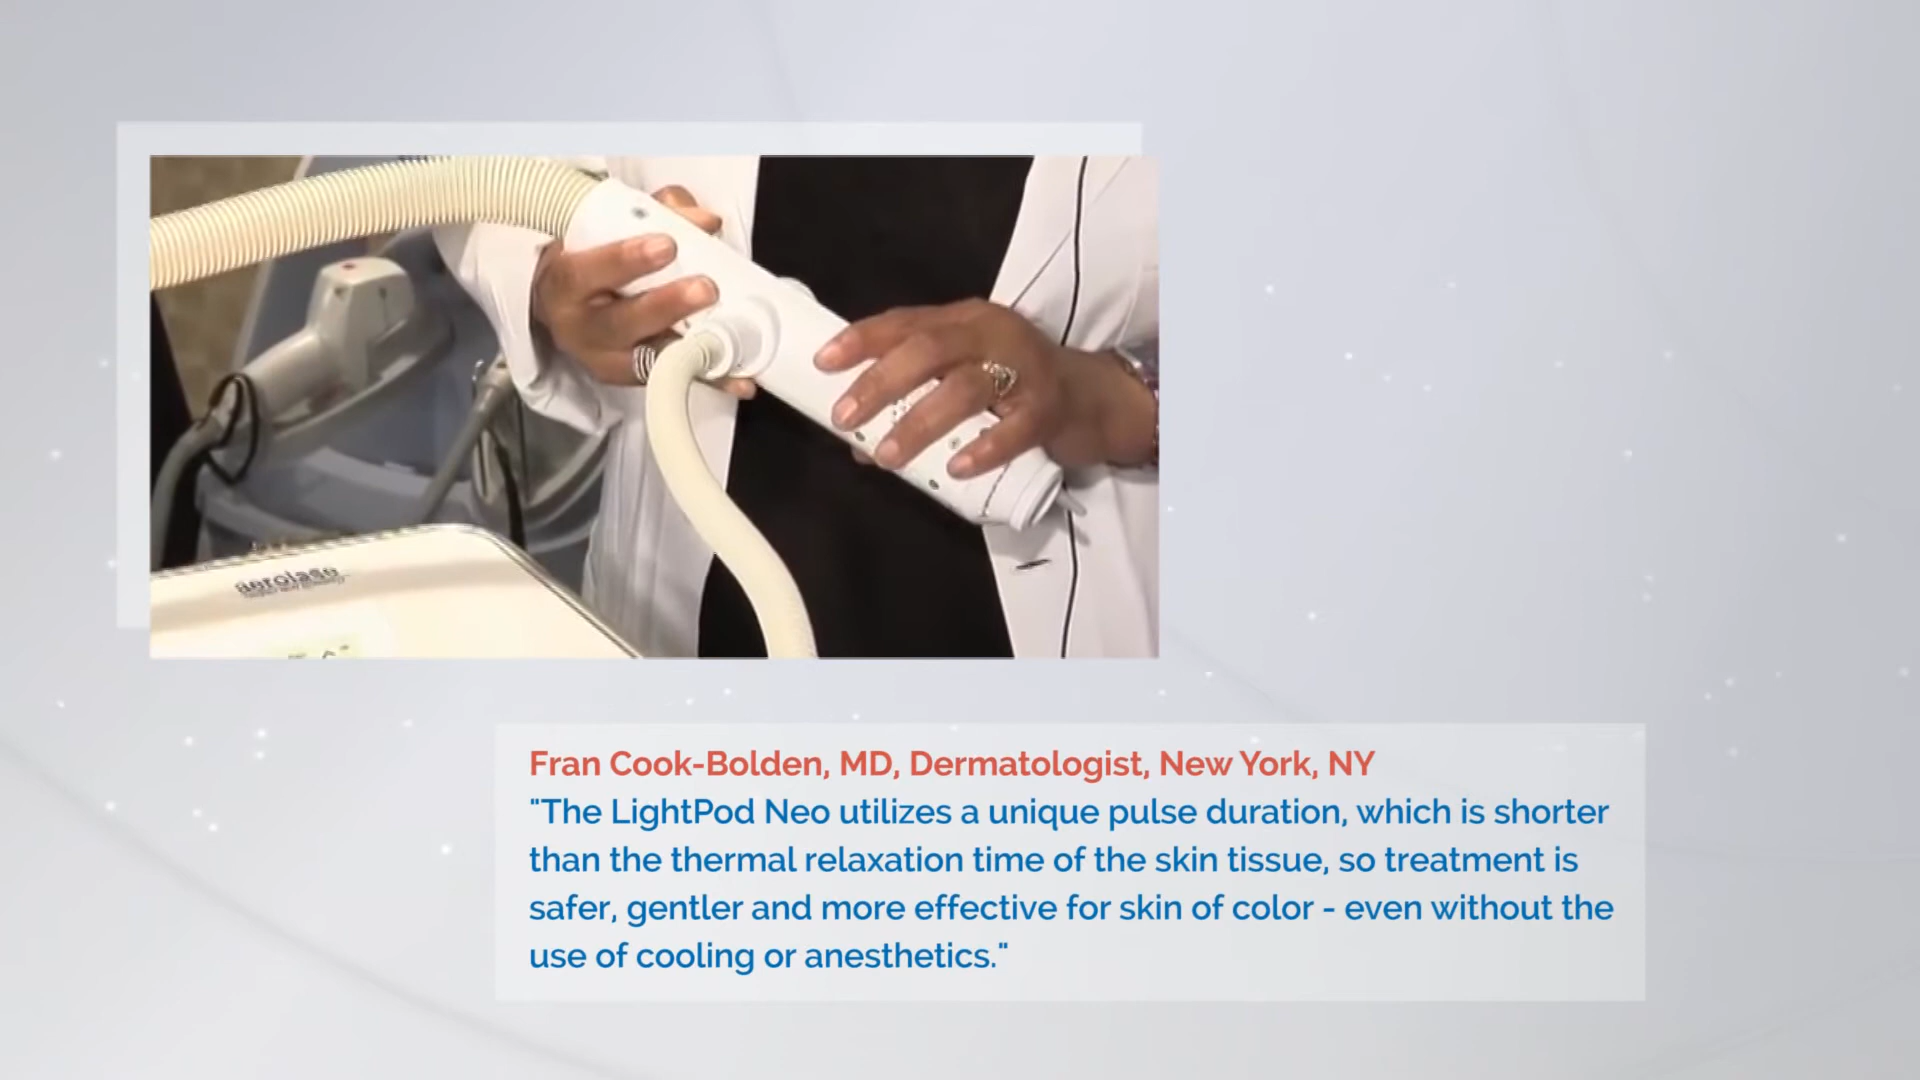 aerolase
Fran Cook-Bolden, MD, Dermatologist, New York, NY
"The LightPod Neo utilizes a unique pulse duration, which is shorter
than the thermal relaxation time of the skin tissue, so treatment is
safer, gentler and more effective for skin of color - even without the
use of cooling or anesthetics."